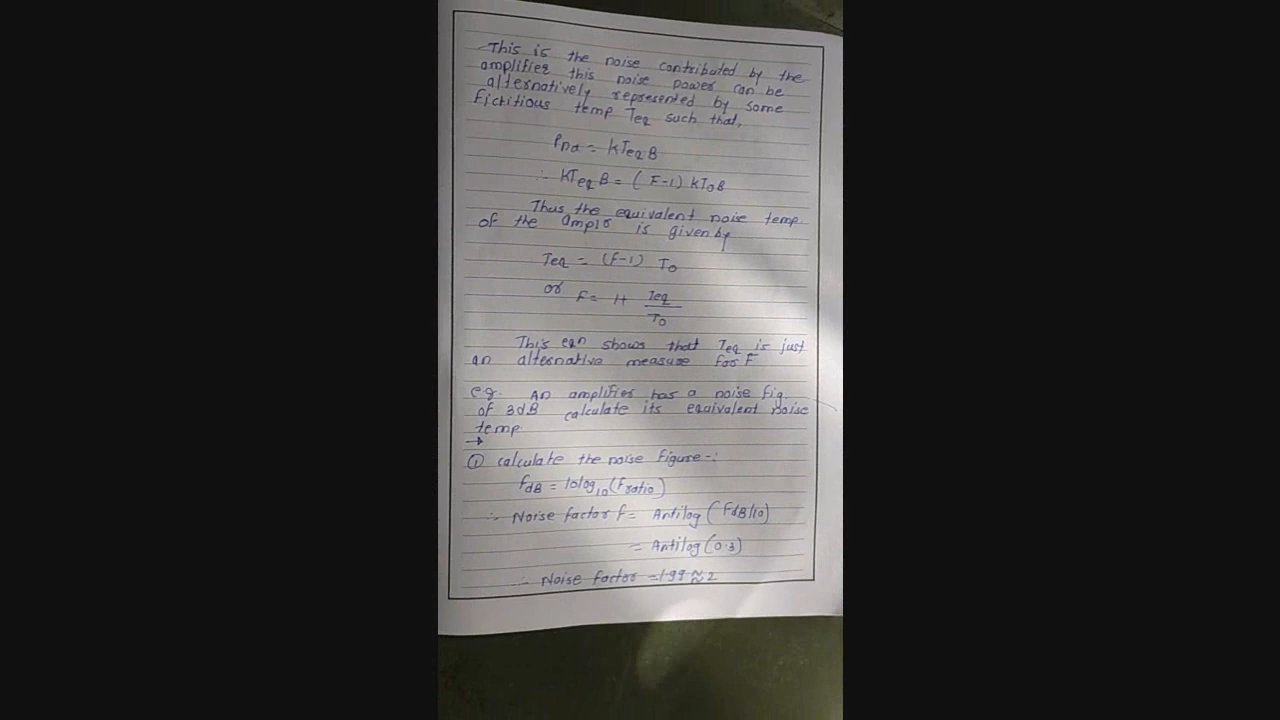 This is the noise contributed by the
amplifier this noise power can be
alternatively represented by some
fictitious temp Teq such that,
Pna = KTeq B
∴ KTeq B = (F-1) KT0B
Thus the equivalent noise temp
of the amplr is given by
Teq = (F-1) T0
or F = 1+ Teq/T0
This eqn shows that Teq is just
an alternative measure for F
eg. An amplifier has a noise fig.
of 3dB calculate its equivalent noise
temp.
→
① calculate the noise figure-:
FdB = 10log10 (Fratio)
∴ Noise factor f = Antilog (FdB/10)
= Antilog (0.3)
∴ Noise factor = 1.99 ≈ 2